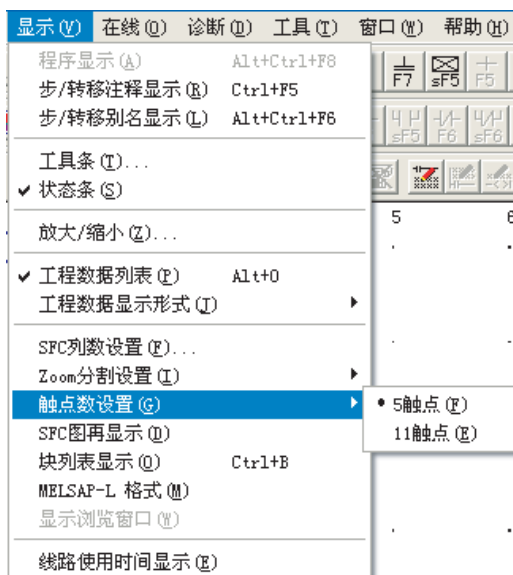 显示(V) 在线(O) 诊断(D) 工具(T) 窗口(W) 帮助(H)
程序显示(A) Alt+Ctrl+F8
步/转移注释显示(R) Ctrl+F5
步/转移别名显示(L) Alt+Ctrl+F6
工具条(T)...
状态条(S)
放大/缩小(Z)...
工程数据列表(P) Alt+O
工程数据显示形式(J)
SFC列数设置(F)...
Zoom分割设置(I)
触点数设置(G)
5触点(F)
11触点(E)
SFC图再显示(D)
块列表显示(O) Ctrl+B
MELSAP-L 格式(M)
显示浏览窗口(W)
线路使用时间显示(E)
F7 sF5 F5
sF5 F6 sF6
5 6